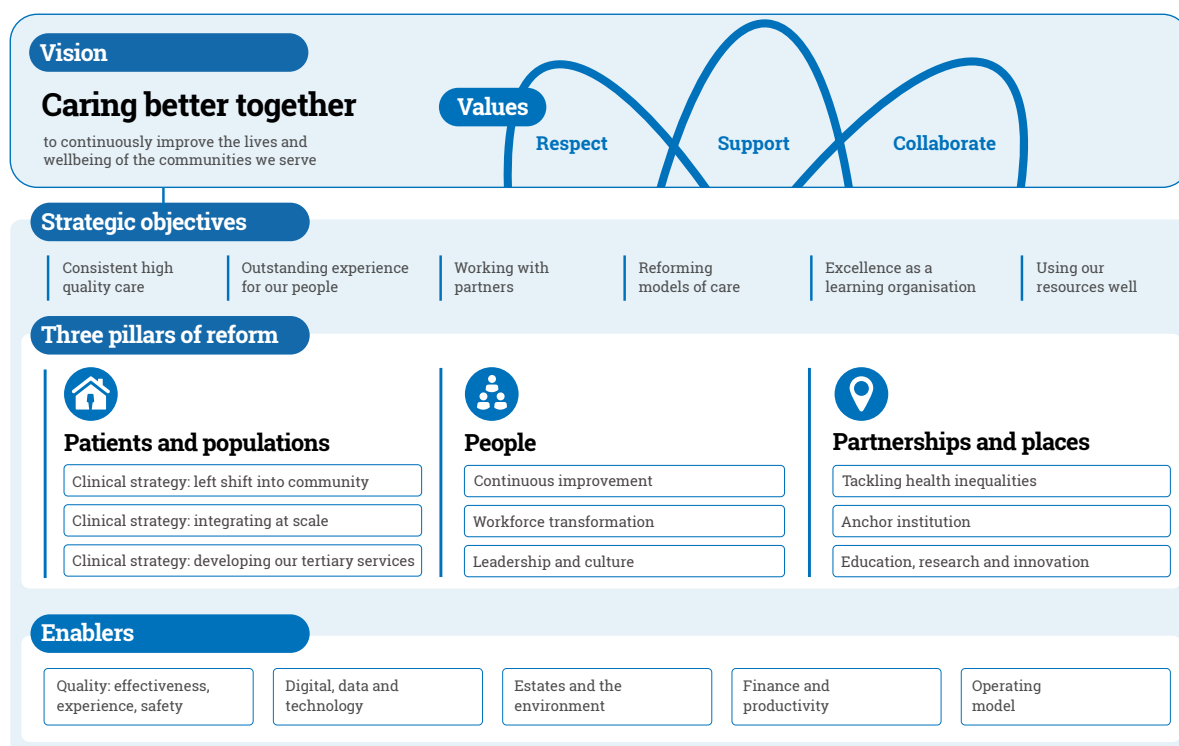 Vision
Caring better together
to continuously improve the lives and
wellbeing of the communities we serve
Values
Respect
Support
Collaborate
Strategic objectives
Consistent high
quality care
Outstanding experience
for our people
Working with
partners
Reforming
models of care
Excellence as a
learning organisation
Using our
resources well
Three pillars of reform
Patients and populations
Clinical strategy: left shift into community
Clinical strategy: integrating at scale
Clinical strategy: developing our tertiary services
People
Continuous improvement
Workforce transformation
Leadership and culture
Partnerships and places
Tackling health inequalities
Anchor institution
Education, research and innovation
Enablers
Quality: effectiveness,
experience, safety
Digital, data and
technology
Estates and the
environment
Finance and
productivity
Operating
model